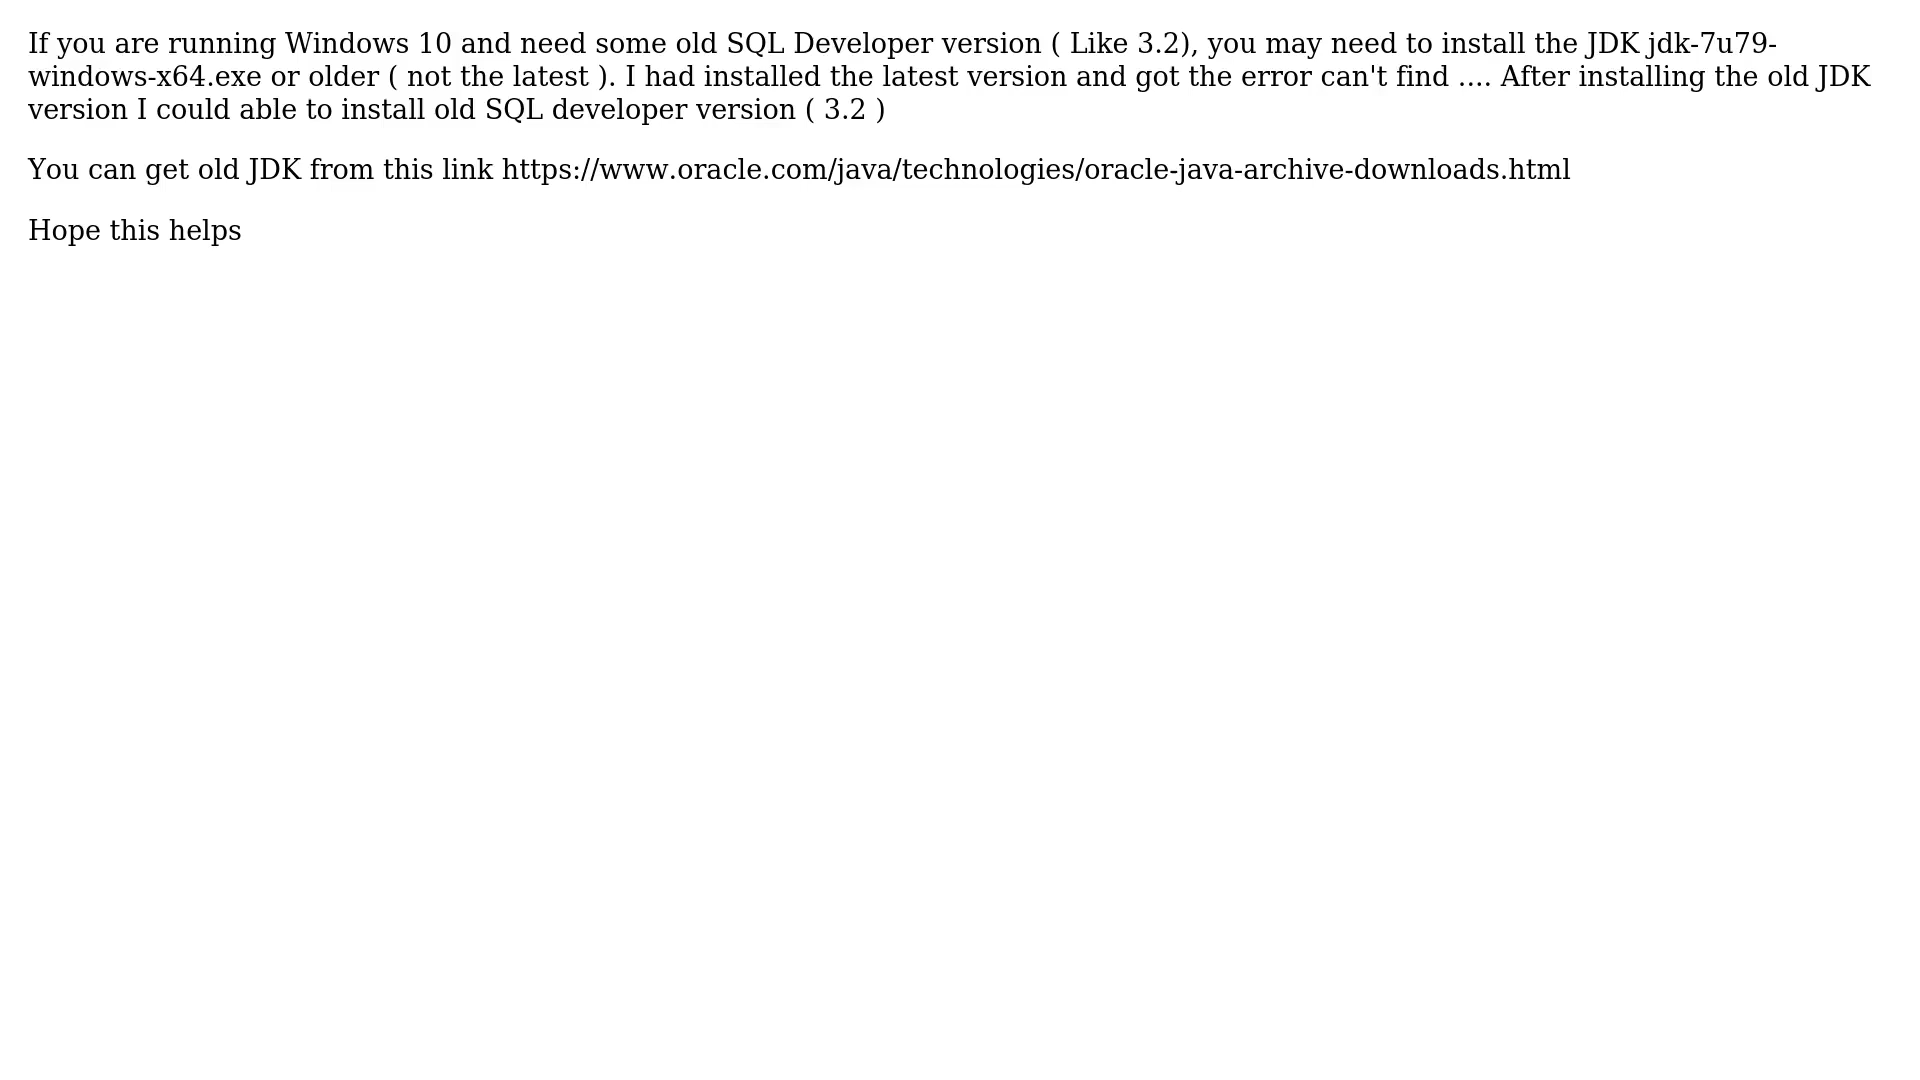 If you are running Windows 10 and need some old SQL Developer version ( Like 3.2), you may need to install the JDK jdk-7u79-
windows-x64.exe or older ( not the latest ). I had installed the latest version and got the error can't find .... After installing the old JDK
version I could able to install old SQL developer version ( 3.2 )
You can get old JDK from this link https://www.oracle.com/java/technologies/oracle-java-archive-downloads.html
Hope this helps